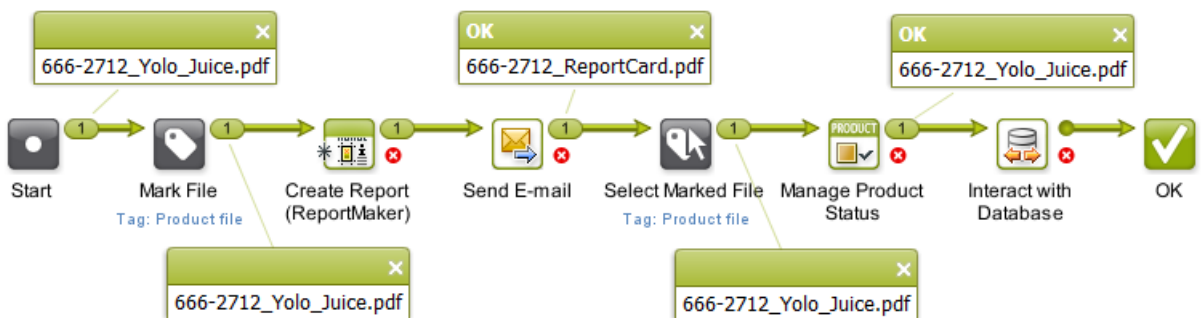 666-2712_Yolo_Juice.pdf
OK
666-2712_ReportCard.pdf
OK
666-2712_Yolo_Juice.pdf
1
1
1
1
1
1
PRODUCT
Start
Mark File
Tag: Product file
Create Report
(ReportMaker)
Send E-mail
Select Marked File
Tag: Product file
Manage Product
Status
Interact with
Database
OK
666-2712_Yolo_Juice.pdf
666-2712_Yolo_Juice.pdf